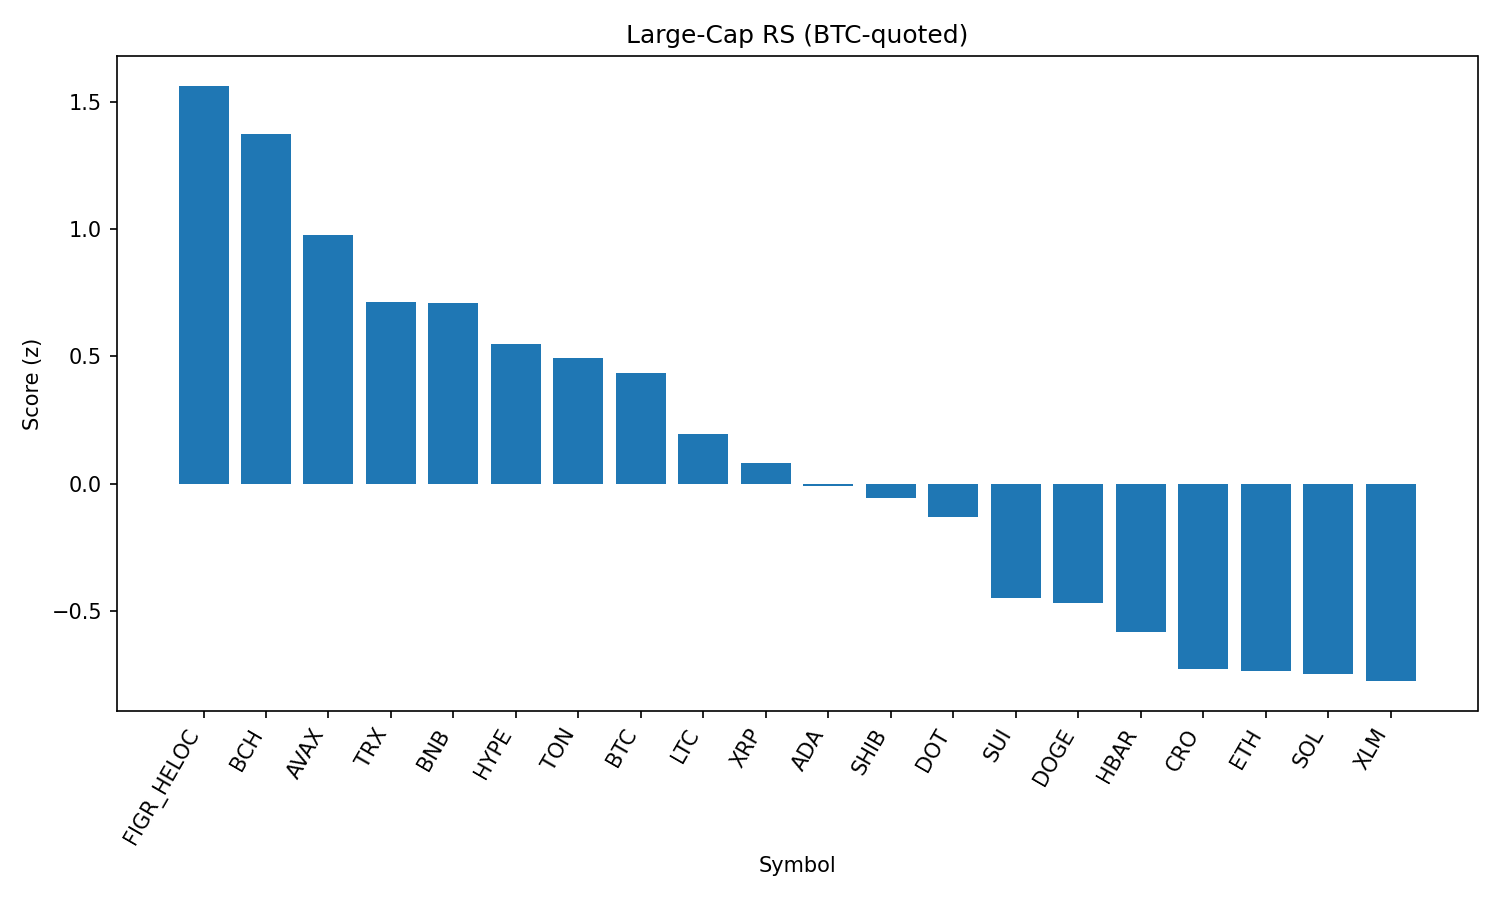 Large-Cap RS (BTC-quoted)
Score (z)
1.5
1.0
0.5
0.0
−0.5
FIGR_HELOC
BCH
AVAX
TRX
BNB
HYPE
TON
BTC
LTC
XRP
ADA
SHIB
DOT
SUI
DOGE
HBAR
CRO
ETH
SOL
XLM
Symbol